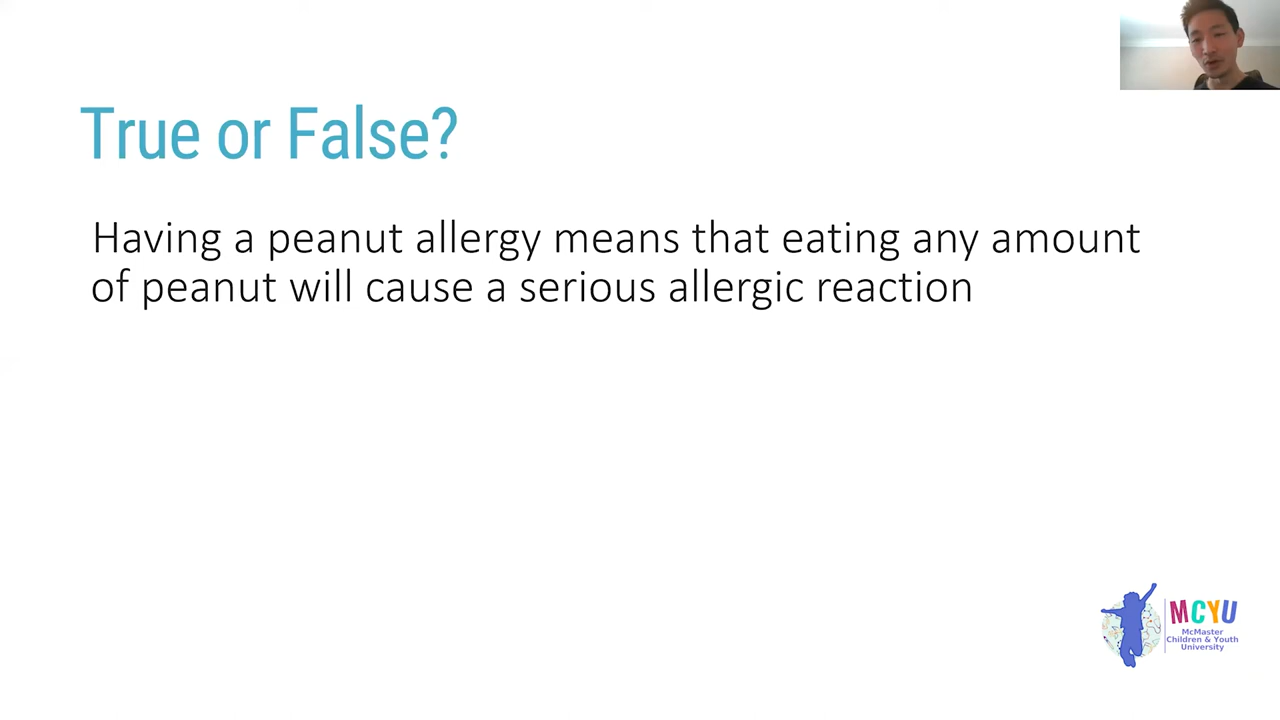 True or False?
Having a peanut allergy means that eating any amount
of peanut will cause a serious allergic reaction
MCYU
McMaster
Children & Youth
University